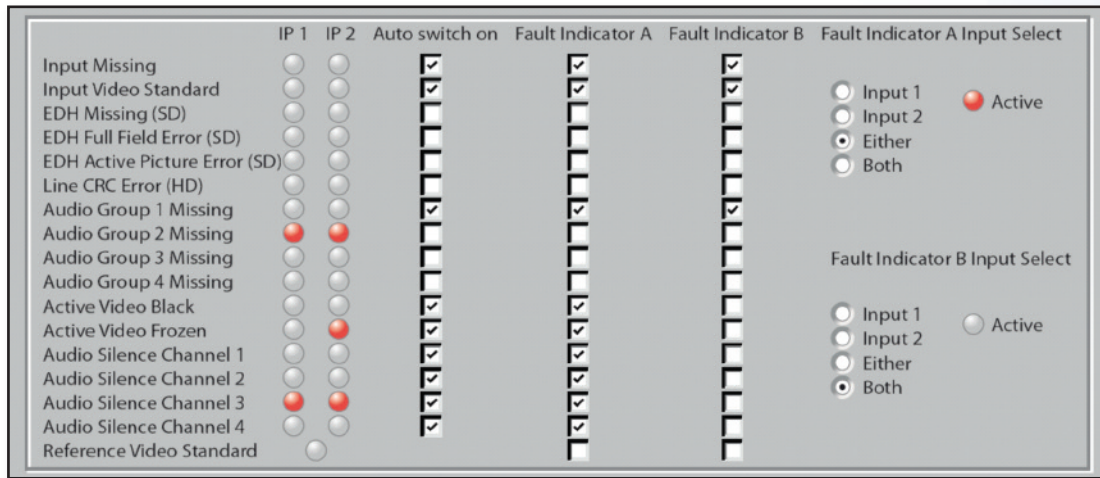 IP 1 IP 2 Auto switch on Fault Indicator A Fault Indicator B Fault Indicator A Input Select
Input Missing
Input Video Standard
EDH Missing (SD)
EDH Full Field Error (SD)
EDH Active Picture Error (SD)
Line CRC Error (HD)
Audio Group 1 Missing
Audio Group 2 Missing
Audio Group 3 Missing
Audio Group 4 Missing
Active Video Black
Active Video Frozen
Audio Silence Channel 1
Audio Silence Channel 2
Audio Silence Channel 3
Audio Silence Channel 4
Reference Video Standard
Input 1
Input 2
Either
Both
Active
Fault Indicator B Input Select
Input 1
Input 2
Either
Both
Active